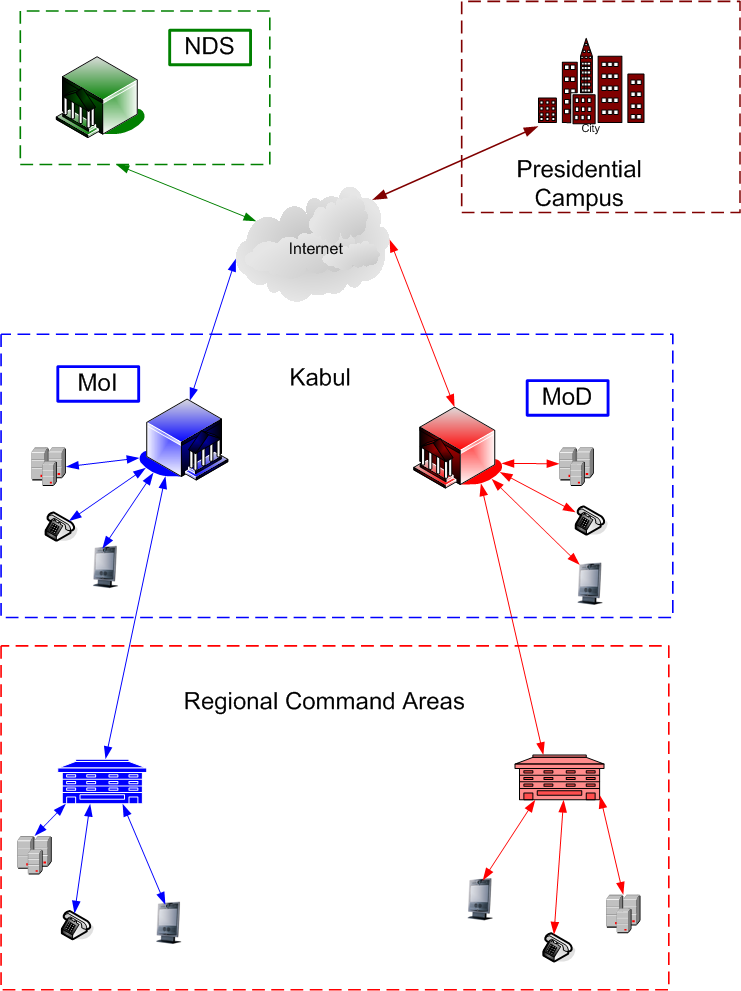 NDS
City
Presidential
Campus
Internet
MoI
Kabul
MoD
Regional Command Areas